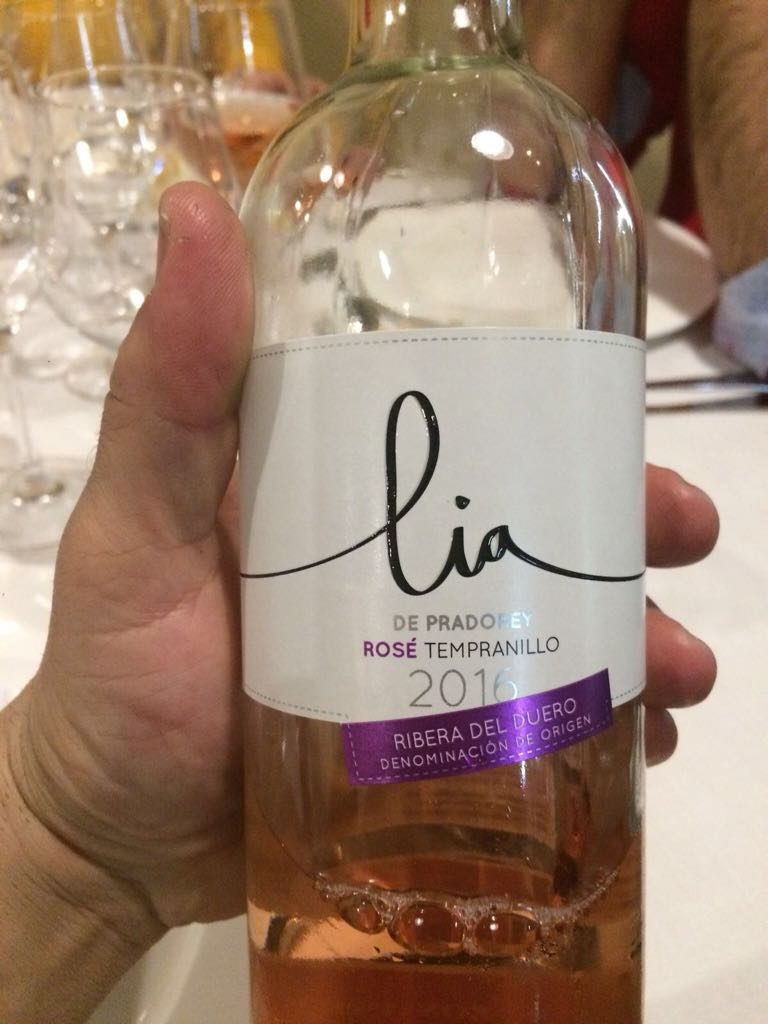 lia
DE PRADOREY
ROSÉ TEMPRANILLO
2016
RIBERA DEL DUERO
DENOMINACIÓN DE ORIGEN